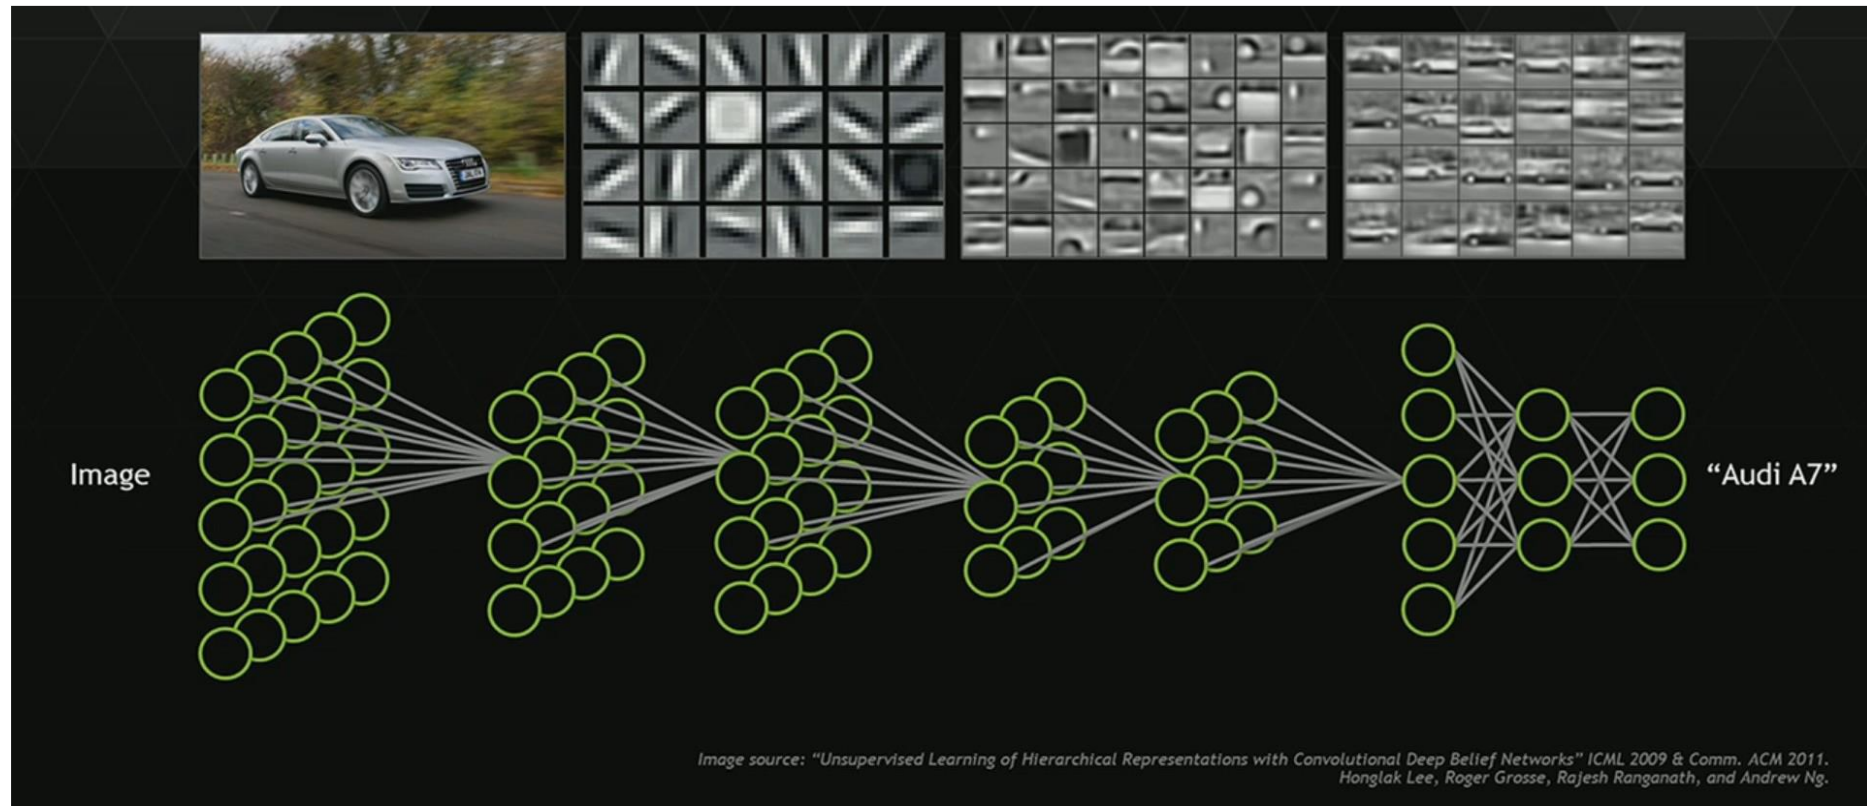 Image
“Audi A7”
Image source: “Unsupervised Learning of Hierarchical Representations with Convolutional Deep Belief Networks” ICML 2009 & Comm. ACM 2011.
Honglak Lee, Roger Grosse, Rajesh Ranganath, and Andrew Ng.